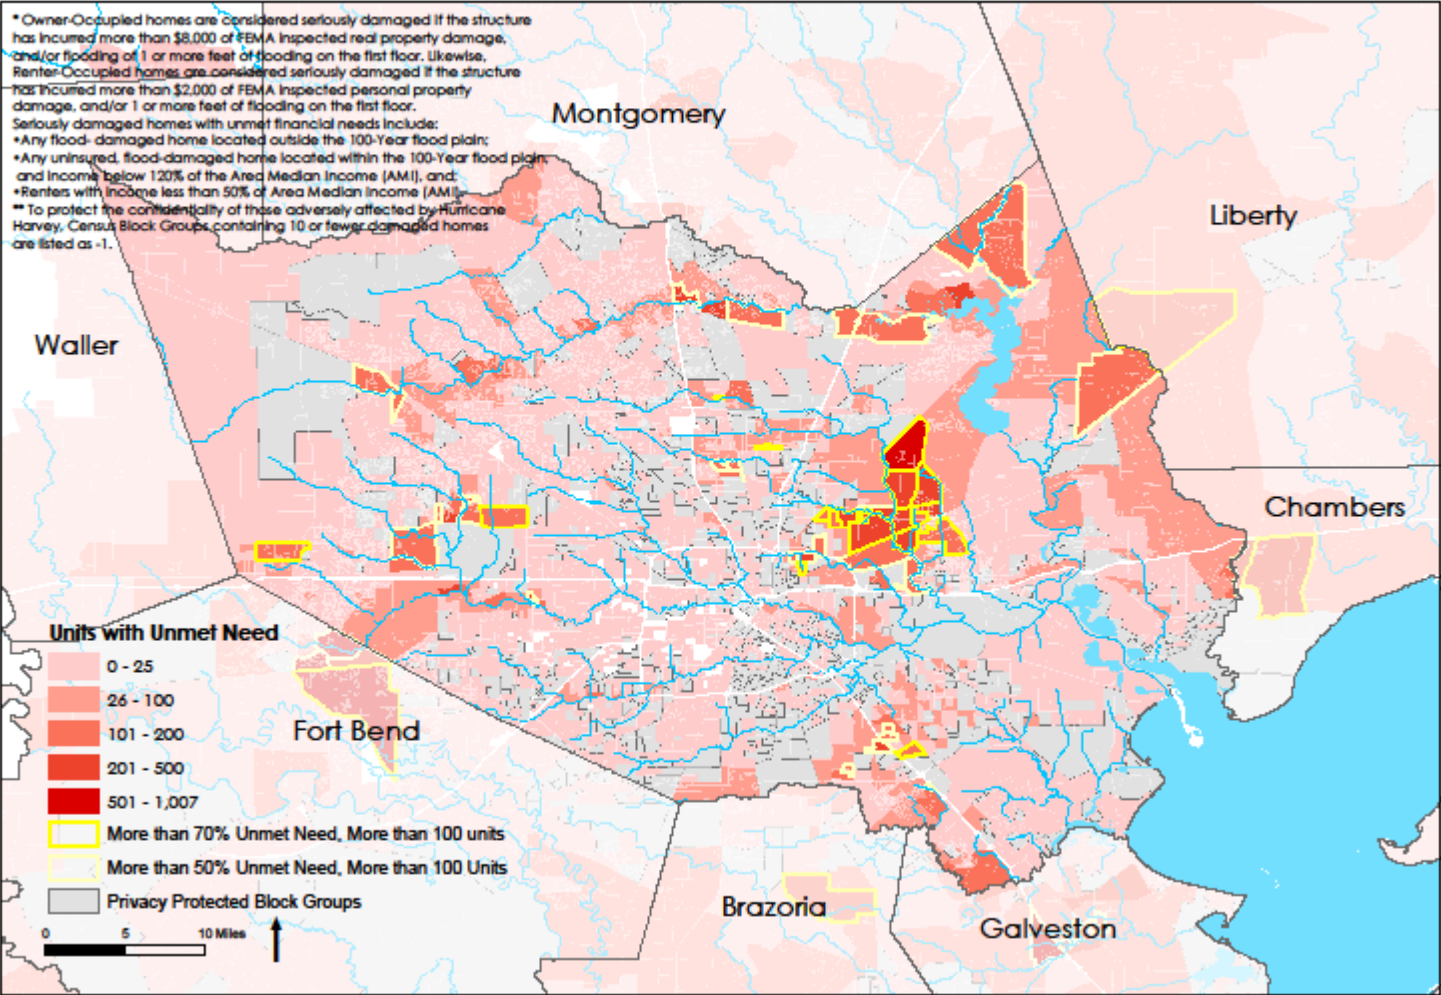 * Owner-Occupied homes are considered seriously damaged if the structure
has incurred more than $8,000 of FEMA inspected real property damage,
and/or flooding of 1 or more feet of flooding on the first floor. Likewise,
Renter-Occupied homes are considered seriously damaged if the structure
has incurred more than $2,000 of FEMA inspected personal property
damage, and/or 1 or more feet of flooding on the first floor.
Seriously damaged homes with unmet financial needs include:
•Any flood- damaged home located outside the 100-Year flood plain;
•Any uninsured, flood-damaged home located within the 100-Year flood plain,
and income below 120% of the Area Median Income (AMI), and;
•Renters with income less than 50% of Area Median Income (AMI).
** To protect the confidentiality of those adversely affected by Hurricane
Harvey, Census Block Groups containing 10 or fewer damaged homes
are listed as -1.
Montgomery
Liberty
Waller
Chambers
Fort Bend
Brazoria
Galveston
Units with Unmet Need
0 - 25
26 - 100
101 - 200
201 - 500
501 - 1,007
More than 70% Unmet Need, More than 100 units
More than 50% Unmet Need, More than 100 Units
Privacy Protected Block Groups
0 5 10 Miles